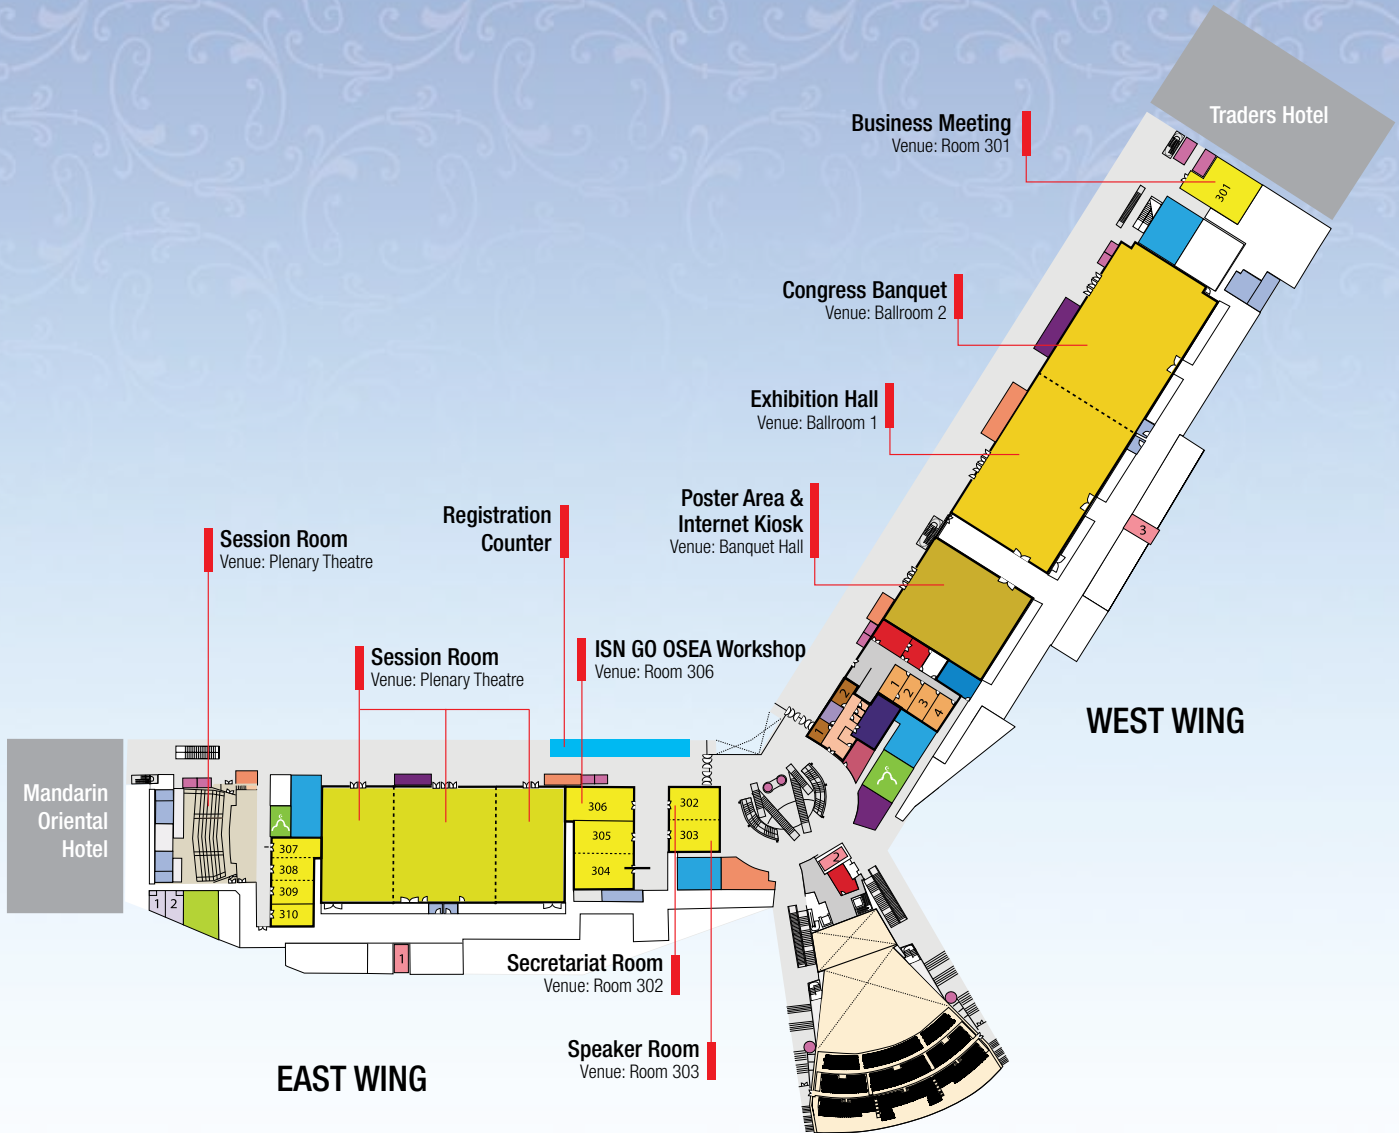 Traders Hotel
Business Meeting
Venue: Room 301
301
Congress Banquet
Venue: Ballroom 2
Exhibition Hall
Venue: Ballroom 1
Poster Area &
Internet Kiosk
Venue: Banquet Hall
3
Registration
Counter
Session Room
Venue: Plenary Theatre
ISN GO OSEA Workshop
Venue: Room 306
Session Room
Venue: Plenary Theatre
1
2
3
4
2
1
WEST WING
Mandarin
Oriental
Hotel
306
305
304
302
303
307
308
309
310
1 2
1
2
Secretariat Room
Venue: Room 302
Speaker Room
Venue: Room 303
EAST WING